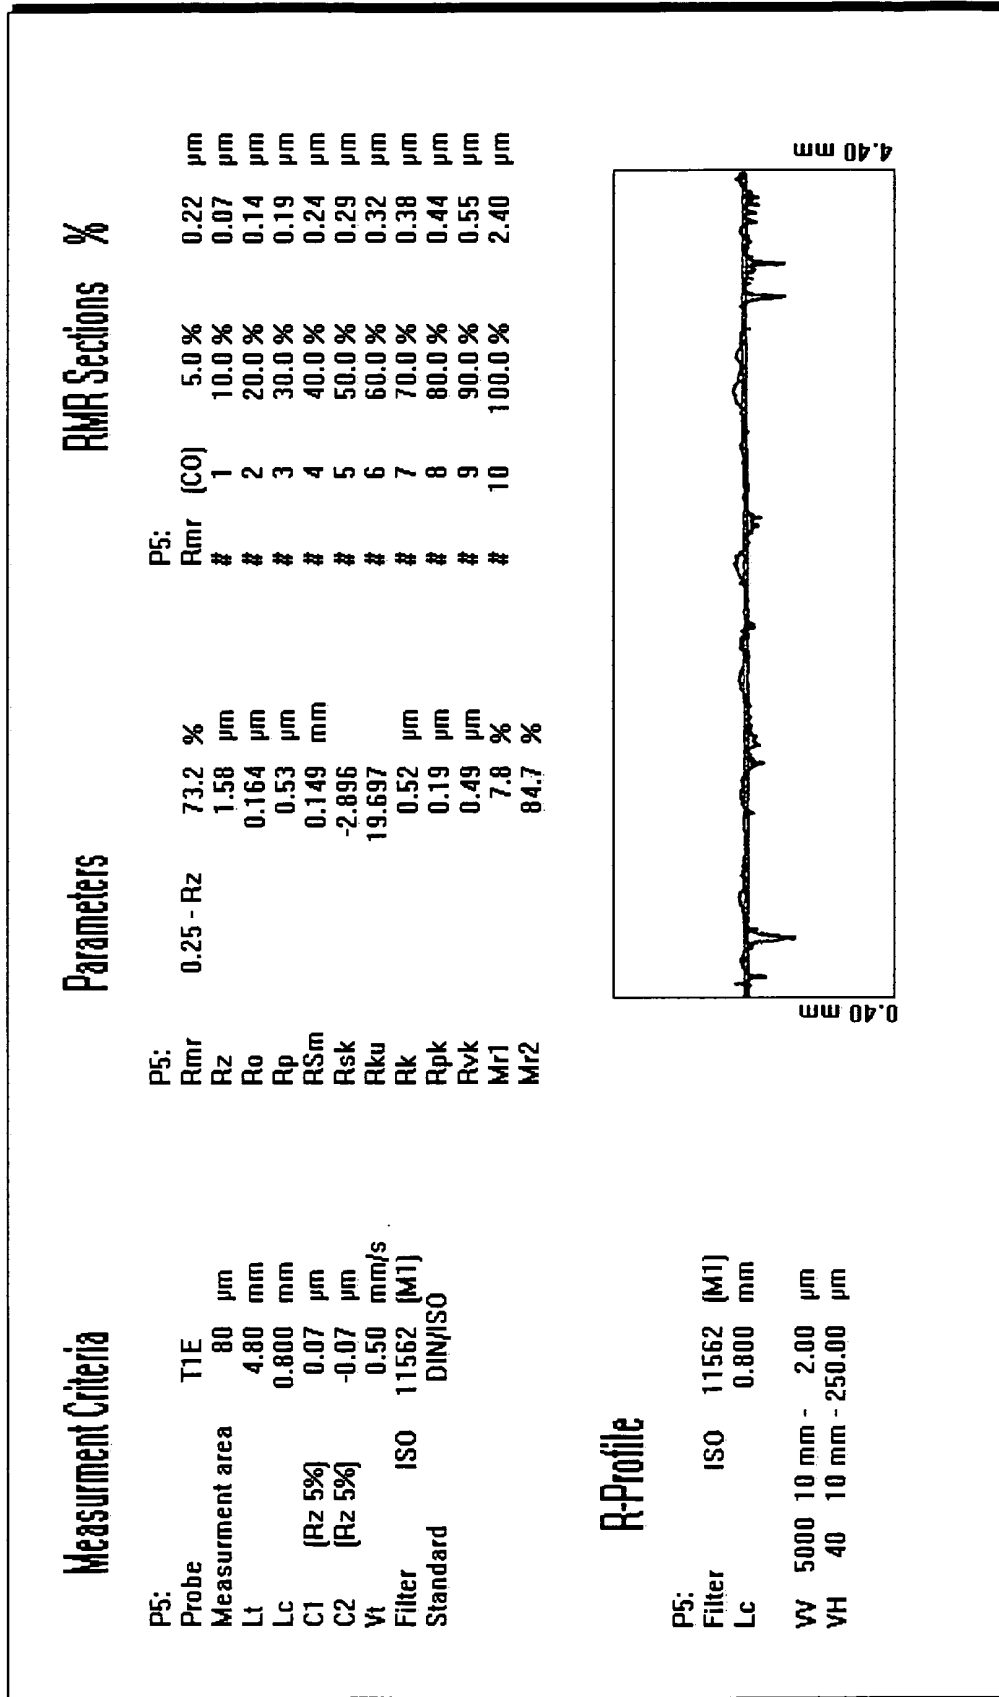 Measurment Criteria
P5:
Probe T1E
Measurment area 80 µm
Lt 4.80 mm
Lc 0.800 mm
C1 (Rz 5%) 0.07 µm
C2 (Rz 5%) -0.07 µm
Vt 0.50 mm/s
Filter ISO 11562 (M1)
Standard DIN/ISO
Parameters
P5:
Rmr 0.25 - Rz 73.2 %
Rz 1.58 µm
Ro 0.164 µm
Rp 0.53 µm
RSm 0.149 mm
Rsk -2.896
Rku 19.697
Rk 0.52 µm
Rpk 0.19 µm
Rvk 0.49 µm
Mr1 7.8 %
Mr2 84.7 %
RMR Sections %
P5:
Rmr (CO) 5.0 % 0.22 µm
# 1 10.0 % 0.07 µm
# 2 20.0 % 0.14 µm
# 3 30.0 % 0.19 µm
# 4 40.0 % 0.24 µm
# 5 50.0 % 0.29 µm
# 6 60.0 % 0.32 µm
# 7 70.0 % 0.38 µm
# 8 80.0 % 0.44 µm
# 9 90.0 % 0.55 µm
# 10 100.0 % 2.40 µm
R-Profile
P5:
Filter ISO 11562 (M1)
Lc 0.800 mm
VV 5000 10 mm - 2.00 µm
VH 40 10 mm - 250.00 µm
0.40 mm
4.40 mm